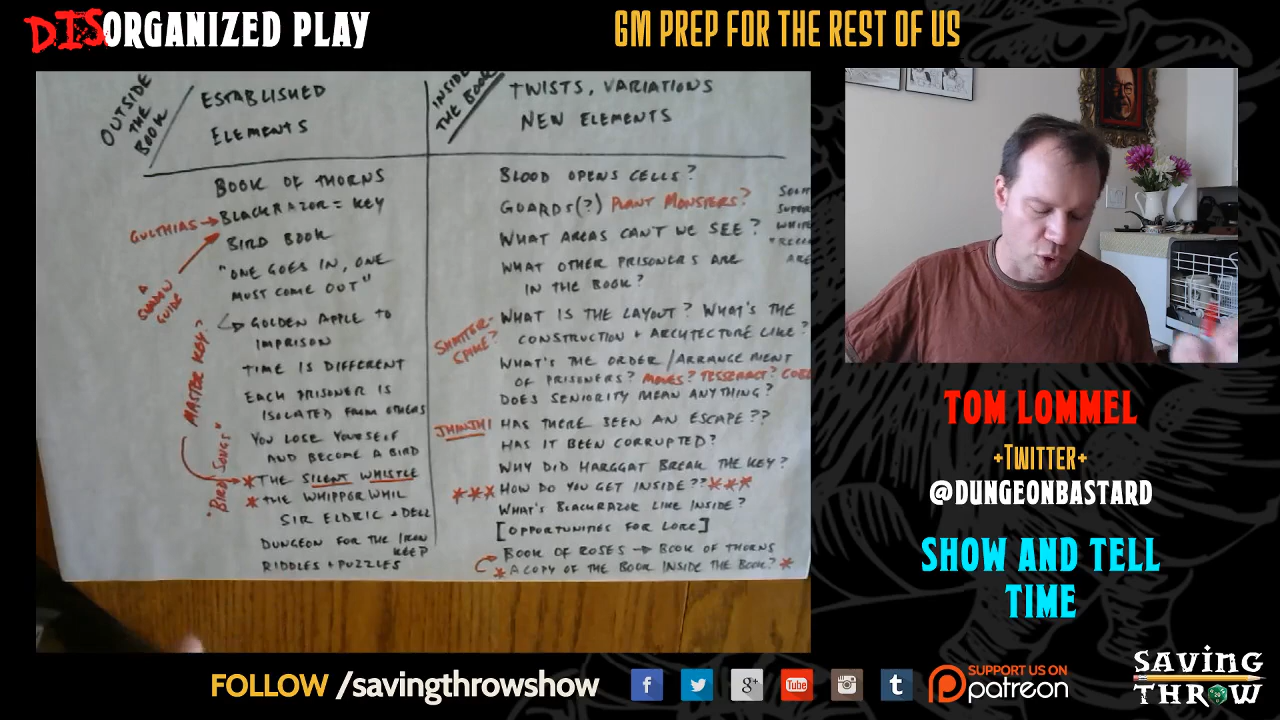 DISORGANIZED PLAY
GM PREP FOR THE REST OF US
OUTSIDE
THE
BOOK
ESTABLISHED
ELEMENTS
BOOK OF THORNS
GULTHIAS → BLACKRAZOR = KEY
BIRD BOOK
"ONE GOES IN, ONE
MUST COME OUT"
A
GUIDE
GOLDEN APPLE TO
IMPRISON
MASTER KEY?
TIME IS DIFFERENT
EACH PRISONER IS
ISOLATED FROM OTHERS
YOU LOSE YOURSELF
AND BECOME A BIRD
"BIRD SONGS"
* THE SILENT WHISTLE
* THE WHIPPERWHIL
SIR ELDRIC + DELL
DUNGEON FOR THE IRON
KEEP
RIDDLES + PUZZLES
INSIDE
THE BOOK
TWISTS, VARIATIONS
NEW ELEMENTS
BLOOD OPENS CELLS?
GUARDS(?) PLANT MONSTERS?
WHAT AREAS CAN'T WE SEE?
WHAT OTHER PRISONERS ARE
IN THE BOOK?
WHAT IS THE LAYOUT? WHAT'S THE
CONSTRUCTION + ARCHITECTURE LIKE?
SHATTER-
SPIKE?
WHAT'S THE ORDER / ARRANGEMENT
OF PRISONERS? MOVES? TESSERACT?
DOES SENIORITY MEAN ANYTHING?
JHANJHI HAS THERE BEEN AN ESCAPE??
HAS IT BEEN CORRUPTED?
WHY DID HARGGAT BREAK THE KEY?
*** HOW DO YOU GET INSIDE?? ***
WHAT'S BLACKRAZOR LIKE INSIDE?
[OPPORTUNITIES FOR LORE]
BOOK OF ROSES → BOOK OF THORNS
* A COPY OF THE BOOK INSIDE THE BOOK? *
TOM LOMMEL
+TWITTER+
@DUNGEONBASTARD
SHOW AND TELL
TIME
FOLLOW /savingthrowshow
f
g+
You Tube
t
SUPPORT US ON
patreon
SAVING
THROW